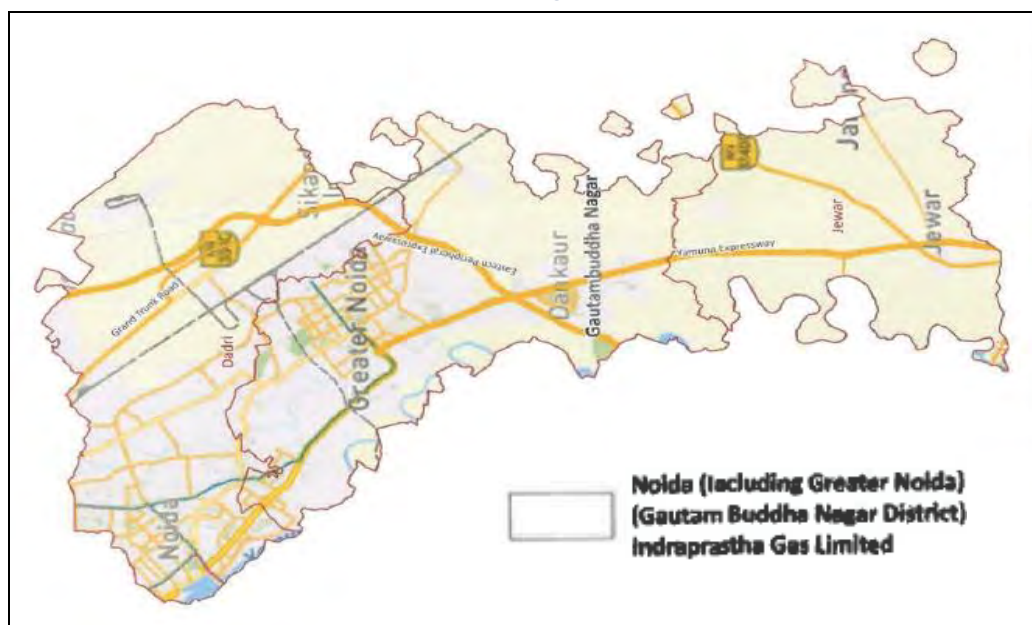 Sika
Grand Trunk Road
Dadri
Greater Noida
Noida
Eastern Peripheral Expressway
Dankaur
Gautambuddha Nagar
Yamuna Expressway
Jewar
Jewar
Noida (Including Greater Noida)
(Gautam Buddha Nagar District)
Indraprastha Gas Limited